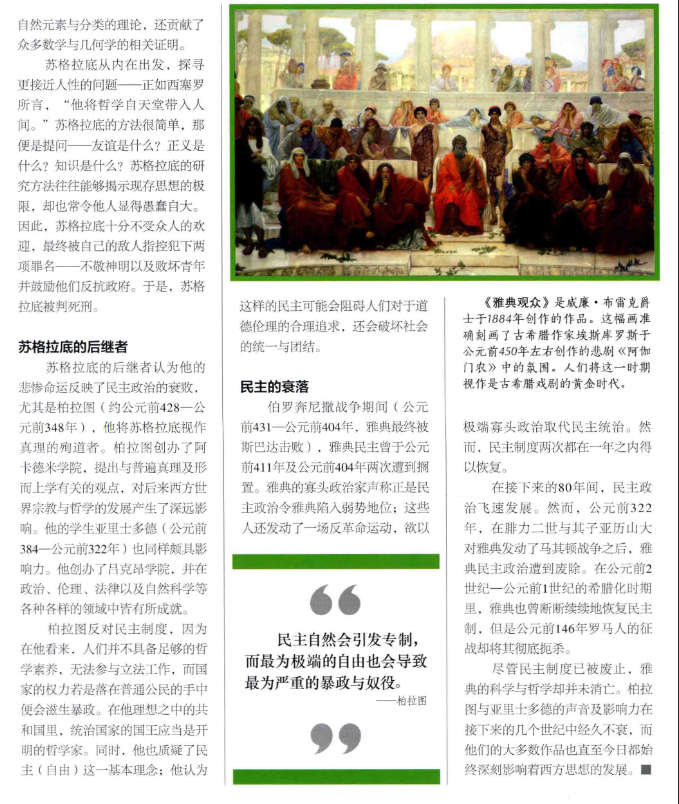 自然元素与分类的理论，还贡献了
众多数学与几何学的相关证明。
苏格拉底从内在出发，探寻
更接近人性的问题——正如西塞罗
所言，“他将哲学自天堂带入人
间。”苏格拉底的方法很简单，那
便是提问——友谊是什么？正义是
什么？知识是什么？苏格拉底的研
究方法往往能够揭示现存思想的极
限，却也常令他人显得愚蠢自大。
因此，苏格拉底十分不受众人的欢
迎，最终被自己的敌人指控犯下两
项罪名——不敬神明以及败坏青年
并鼓励他们反抗政府。于是，苏格
拉底被判死刑。
苏格拉底的后继者
苏格拉底的后继者认为他的
悲惨命运反映了民主政治的衰败，
尤其是柏拉图（约公元前428—公
元前348年），他将苏格拉底视作
真理的殉道者。柏拉图创办了阿
卡德米学院，提出与普遍真理及形
而上学有关的观点，对后来西方世
界宗教与哲学的发展产生了深远影
响。他的学生亚里士多德（公元前
384—公元前322年）也同样颇具影
响力。他创办了吕克昂学院，并在
政治、伦理、法律以及自然科学等
各种各样的领域中皆有所成就。
柏拉图反对民主制度，因为
在他看来，人们并不具备足够的哲
学素养，无法参与立法工作，而国
家的权力若是落在普通公民的手中
便会滋生暴政。在他理想之中的共
和国里，统治国家的国王应当是开
明的哲学家。同时，他也质疑了民
主（自由）这一基本理念；他认为
这样的民主可能会阻碍人们对于道
德伦理的合理追求，还会破坏社会
的统一与团结。
民主的衰落
伯罗奔尼撒战争期间（公元
前431—公元前404年，雅典最终被
斯巴达击败），雅典民主曾于公元
前411年及公元前404年两次遭到搁
置。雅典的寡头政治家声称正是民
主政治令雅典陷入弱势地位；这些
人还发动了一场反革命运动，欲以
“
民主自然会引发专制，
而最为极端的自由也会导致
最为严重的暴政与奴役。
——柏拉图
”
《雅典观众》是威廉·布雷克爵
士于1884年创作的作品。这幅画准
确刻画了古希腊作家埃斯库罗斯于
公元前450年左右创作的悲剧《阿伽
门农》中的氛围。人们将这一时期
视作是古希腊戏剧的黄金时代。
极端寡头政治取代民主统治。然
而，民主制度两次都在一年之内得
以恢复。
在接下来的80年间，民主政
治飞速发展。然而，公元前322
年，在腓力二世与其子亚历山大
对雅典发动了马其顿战争之后，雅
典民主政治遭到废除。在公元前2
世纪—公元前1世纪的希腊化时期
里，雅典也曾断断续续地恢复民主
制，但是公元前146年罗马人的征
战却将其彻底扼杀。
尽管民主制度已被废止，雅
典的科学与哲学却并未消亡。柏拉
图与亚里士多德的声音及影响力在
接下来的几个世纪中经久不衰，而
他们的大多数作品也直至今日都始
终深刻影响着西方思想的发展。■